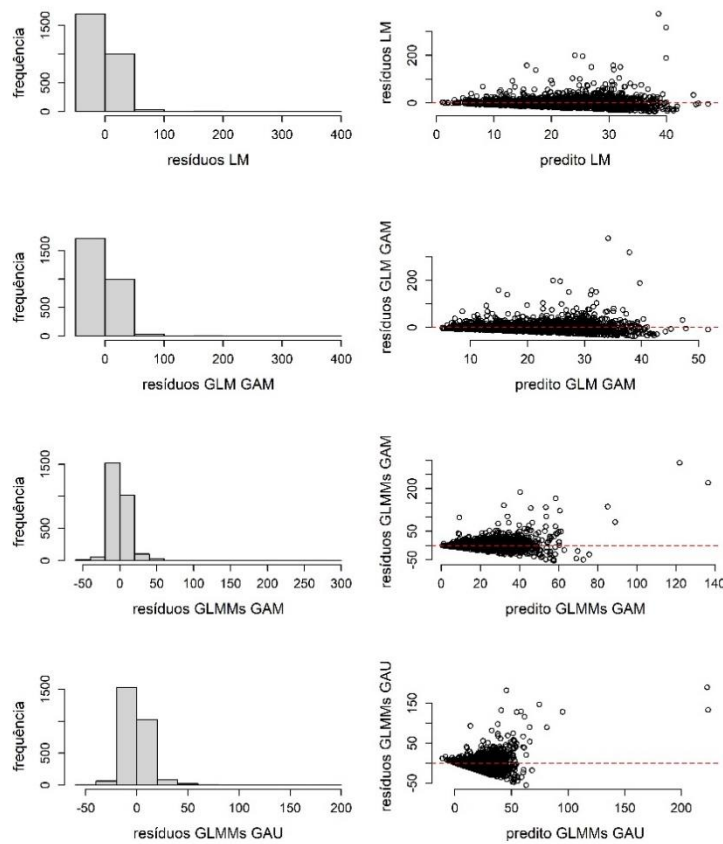 frequência
0 500 1500
0 100 200 300 400
resíduos LM
resíduos LM
0 200
0 10 20 30 40
predito LM
frequência
0 500 1500
0 100 200 300 400
resíduos GLM GAM
resíduos GLM GAM
0 200
10 20 30 40 50
predito GLM GAM
frequência
0 500 1500
-50 0 50 100 150 200 250 300
resíduos GLMMs GAM
resíduos GLMMs GAM
-50 50 200
0 20 40 60 80 100 120 140
predito GLMMs GAM
frequência
0 500 1500
-50 0 50 100 150 200
resíduos GLMMs GAU
resíduos GLMMs GAU
-50 50 150
0 50 100 150 200
predito GLMMs GAU